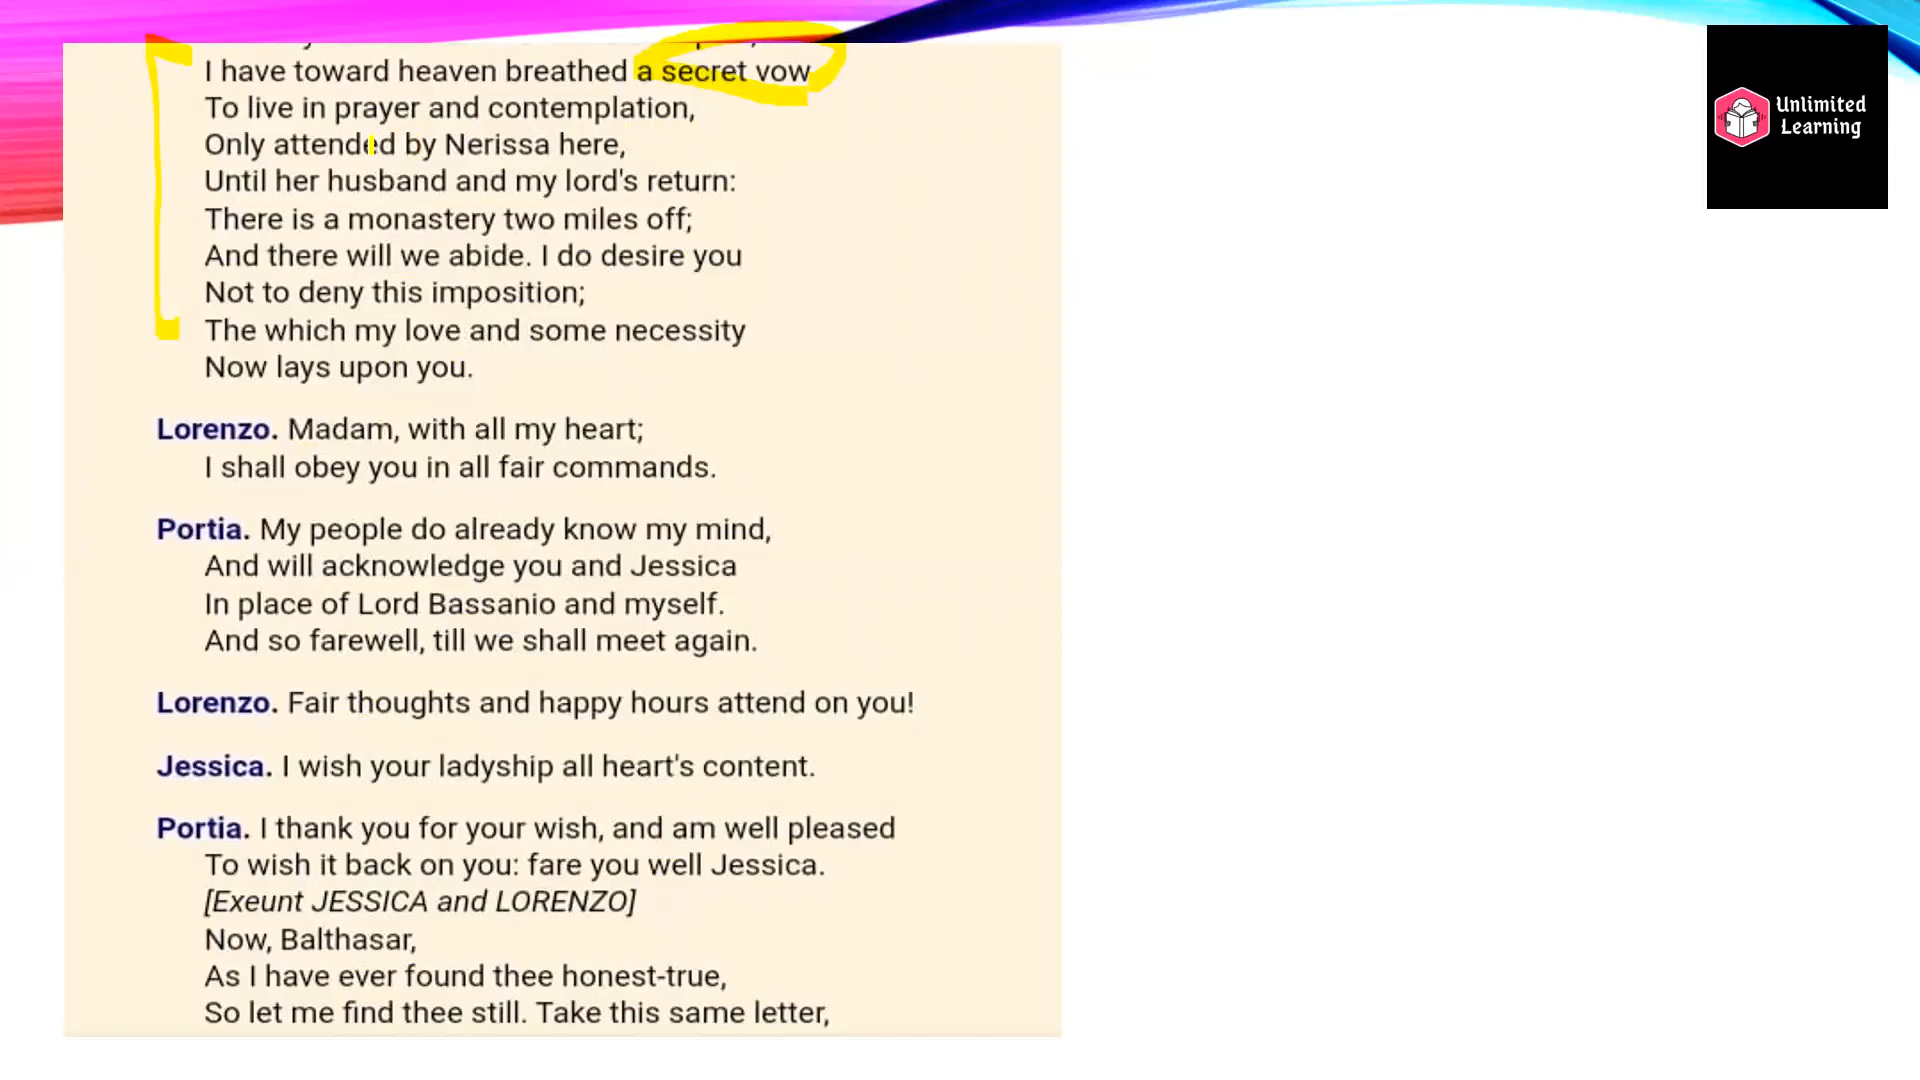 I have toward heaven breathed a secret vow
To live in prayer and contemplation,
Only attended by Nerissa here,
Until her husband and my lord's return:
There is a monastery two miles off;
And there will we abide. I do desire you
Not to deny this imposition;
The which my love and some necessity
Now lays upon you.
Lorenzo. Madam, with all my heart;
I shall obey you in all fair commands.
Portia. My people do already know my mind,
And will acknowledge you and Jessica
In place of Lord Bassanio and myself.
And so farewell, till we shall meet again.
Lorenzo. Fair thoughts and happy hours attend on you!
Jessica. I wish your ladyship all heart's content.
Portia. I thank you for your wish, and am well pleased
To wish it back on you: fare you well Jessica.
[Exeunt JESSICA and LORENZO]
Now, Balthasar,
As I have ever found thee honest-true,
So let me find thee still. Take this same letter,
Unlimited
Learning